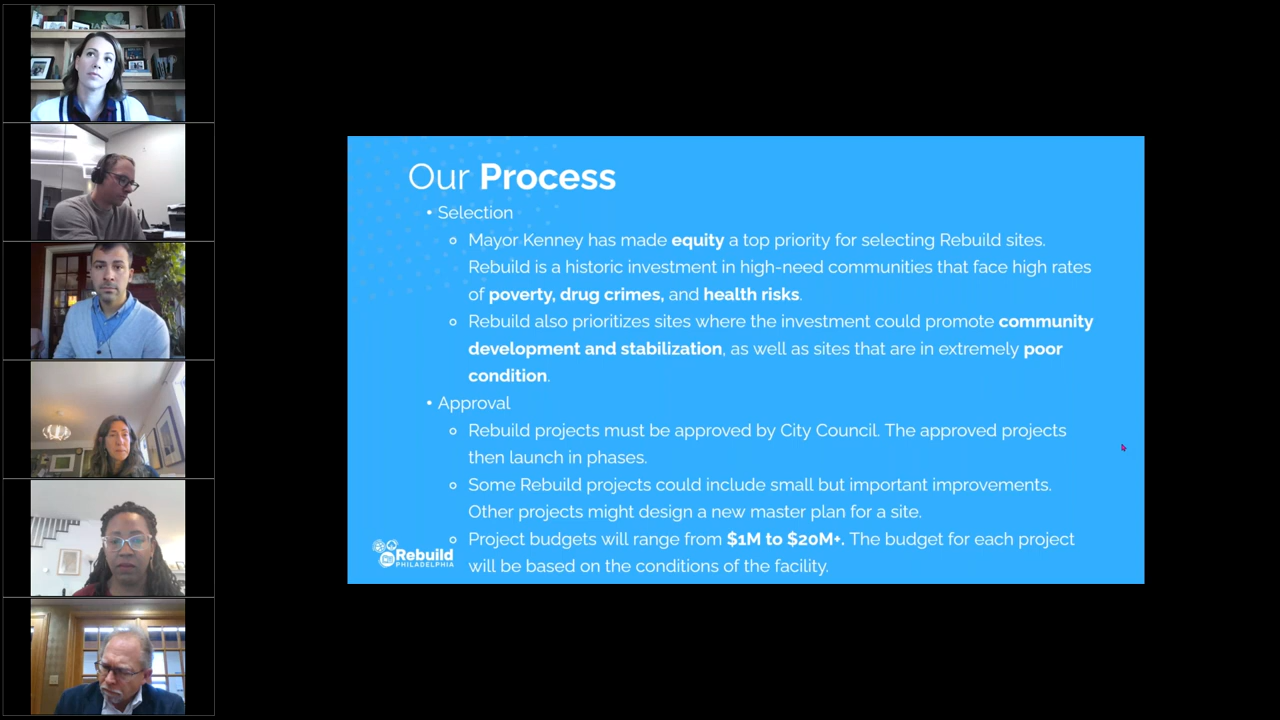 Our Process
• Selection
Mayor Kenney has made equity a top priority for selecting Rebuild sites.
Rebuild is a historic investment in high-need communities that face high rates
of poverty, drug crimes, and health risks.
Rebuild also prioritizes sites where the investment could promote community
development and stabilization, as well as sites that are in extremely poor
condition.
• Approval
Rebuild projects must be approved by City Council. The approved projects
then launch in phases.
Some Rebuild projects could include small but important improvements.
Other projects might design a new master plan for a site.
Project budgets will range from $1M to $20M+. The budget for each project
will be based on the conditions of the facility.
Rebuild
PHILADELPHIA